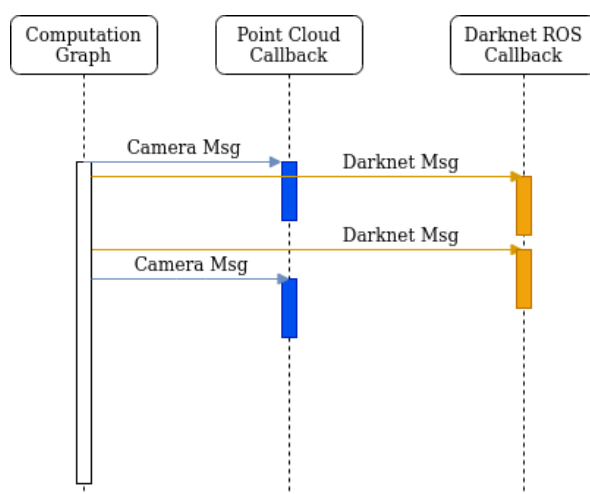 Computation
Graph
Point Cloud
Callback
Darknet ROS
Callback
Camera Msg
Darknet Msg
Darknet Msg
Camera Msg